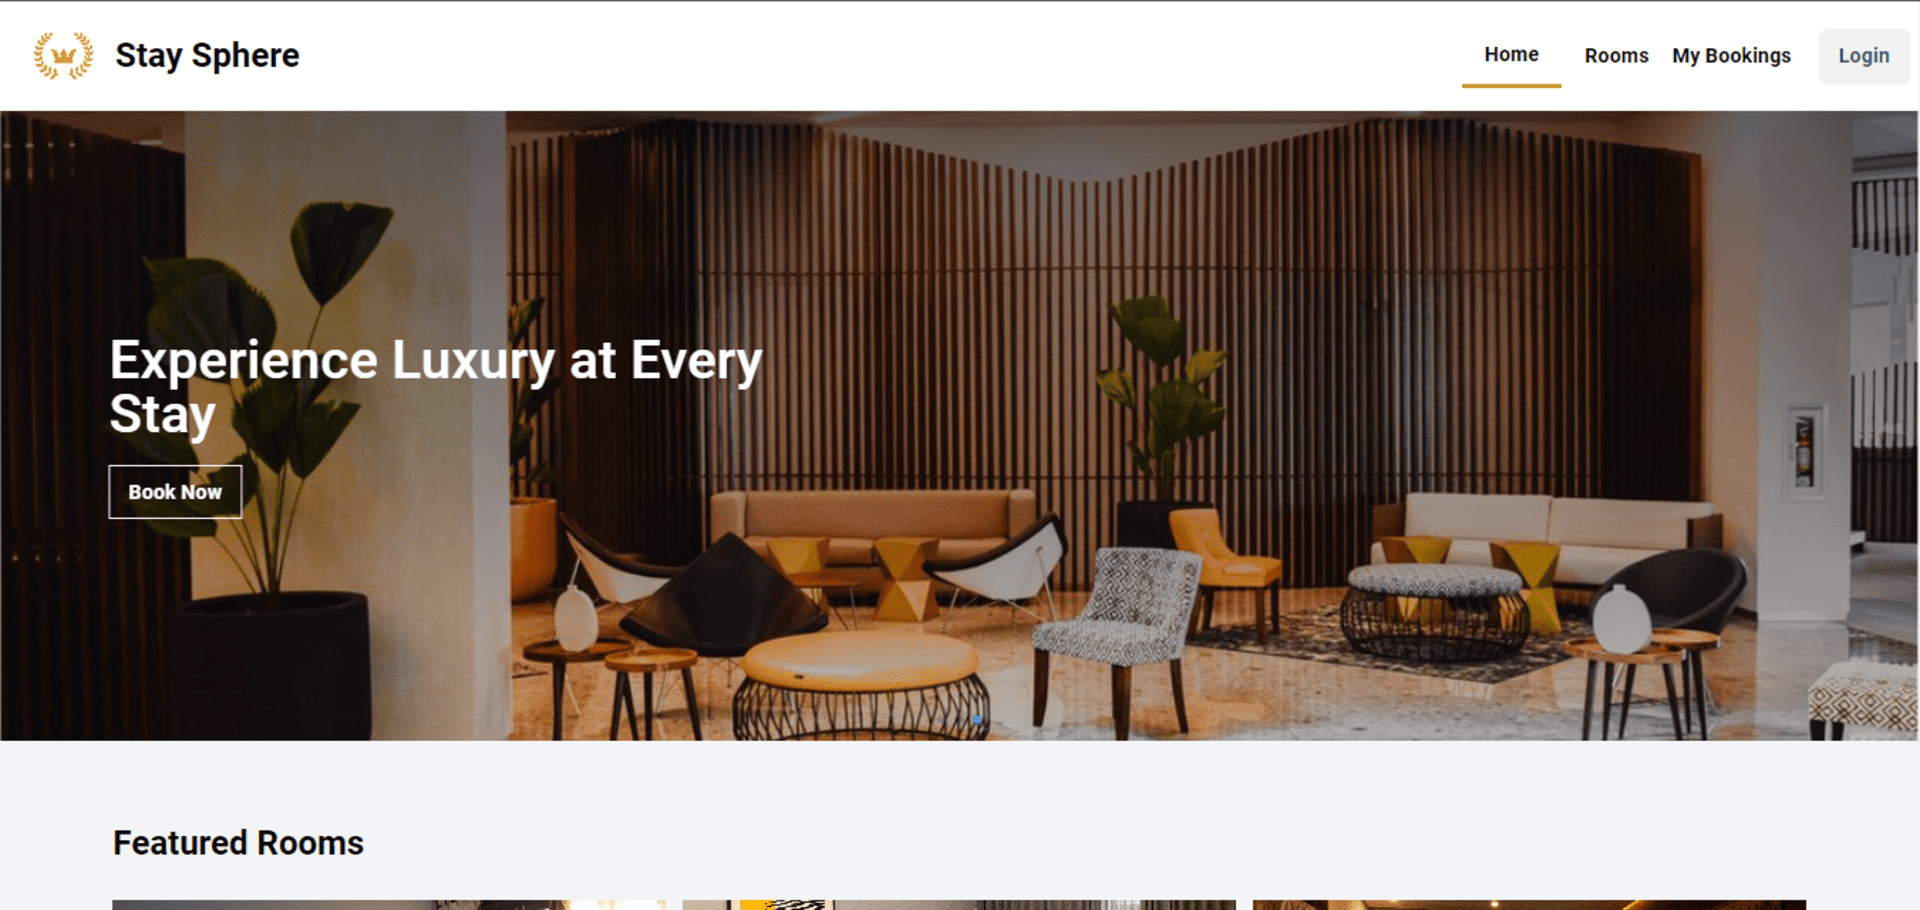 Stay Sphere
Home
Rooms
My Bookings
Login
Experience Luxury at Every
Stay
Book Now
Featured Rooms